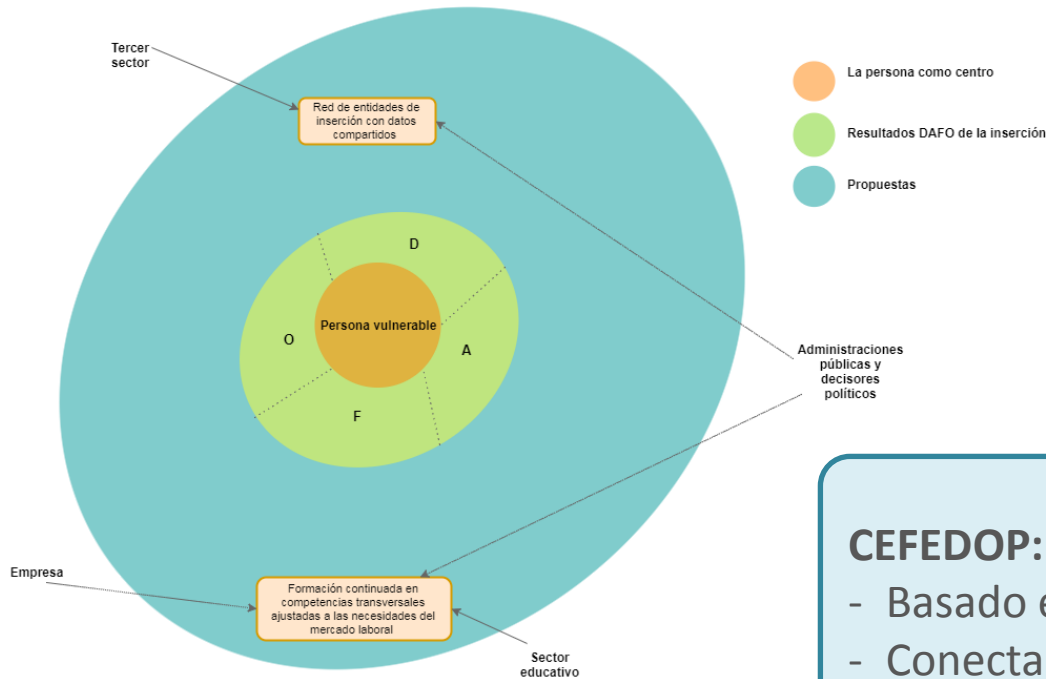 Tercer
sector
Red de entidades de
inserción con datos
compartidos
La persona como centro
Resultados DAFO de la inserción
Propuestas
D
Persona vulnerable
O
A
F
Administraciones
públicas y
decisores
políticos
Empresa
Formación continuada en
competencias transversales
ajustadas a las necesidades del
mercado laboral
Sector
educativo
CEFEDOP:
- Basado
- Conecta